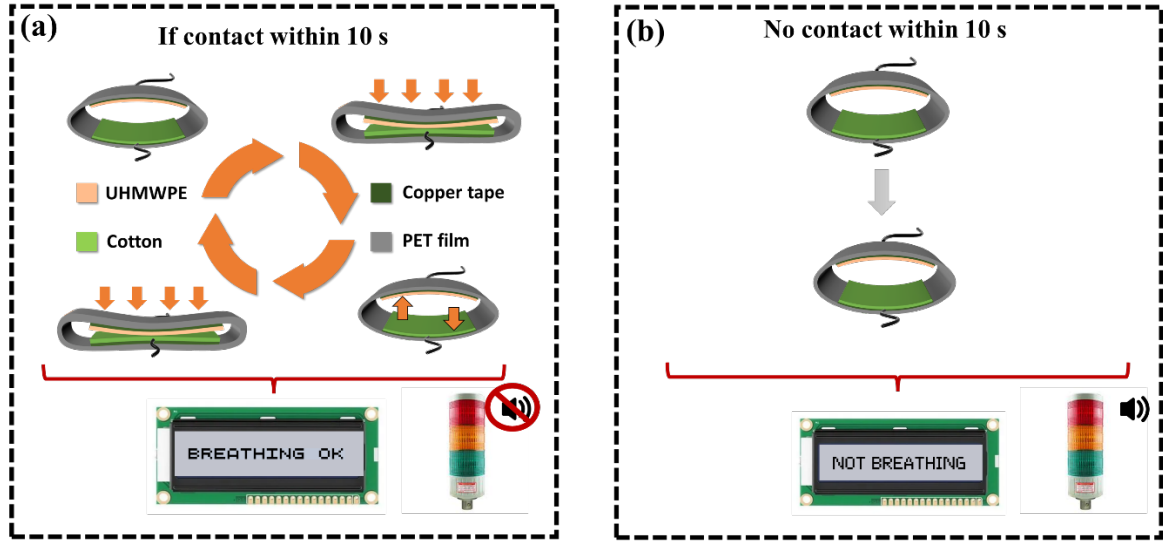 (a)
If contact within 10 s
UHMWPE
Copper tape
Cotton
PET film
BREATHING OK
(b)
No contact within 10 s
NOT BREATHING